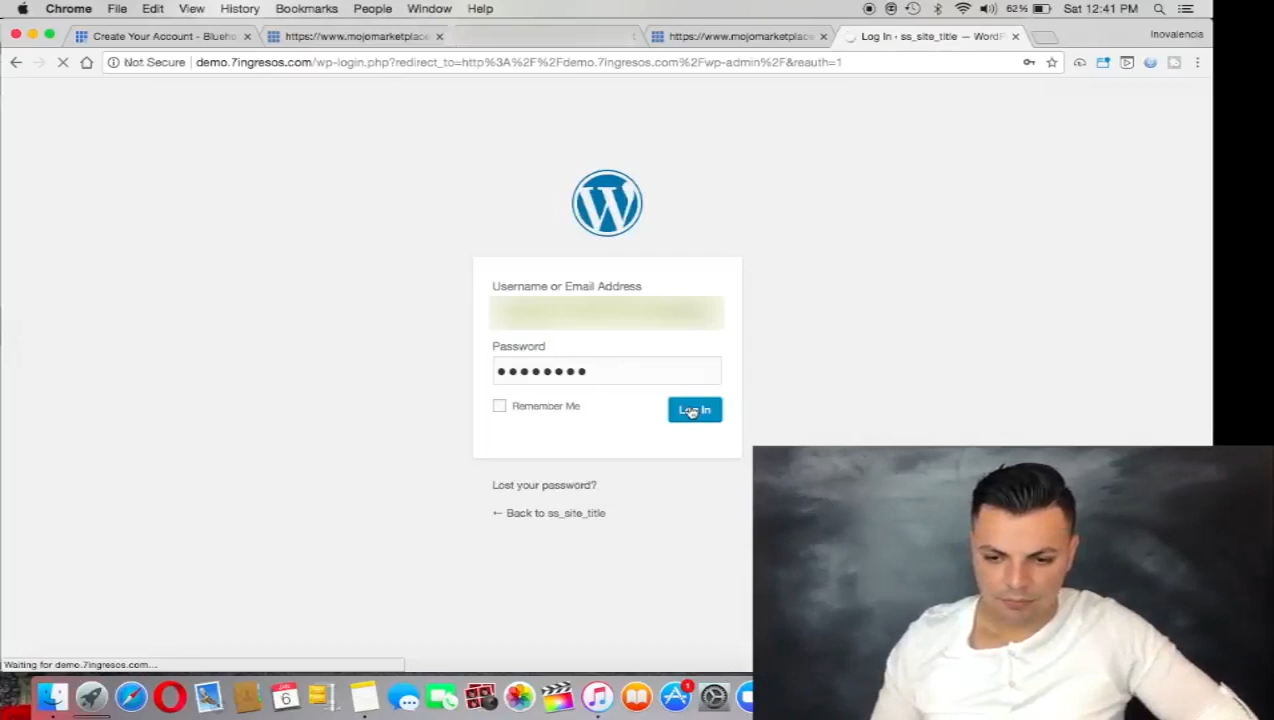 Chrome File Edit View History Bookmarks People Window Help 62% Sat 12:41 PM
Create Your Account - Blueho https://www.mojomarketplace https://www.mojomarketplace Log In ‹ ss_site_title — WordP Inovalencia
Not Secure demo.7ingresos.com/wp-login.php?redirect_to=http%3A%2F%2Fdemo.7ingresos.com%2Fwp-admin%2F&reauth=1
Username or Email Address
Password
Remember Me Log In
Lost your password?
← Back to ss_site_title
Waiting for demo.7ingresos.com...
JAN
6
1